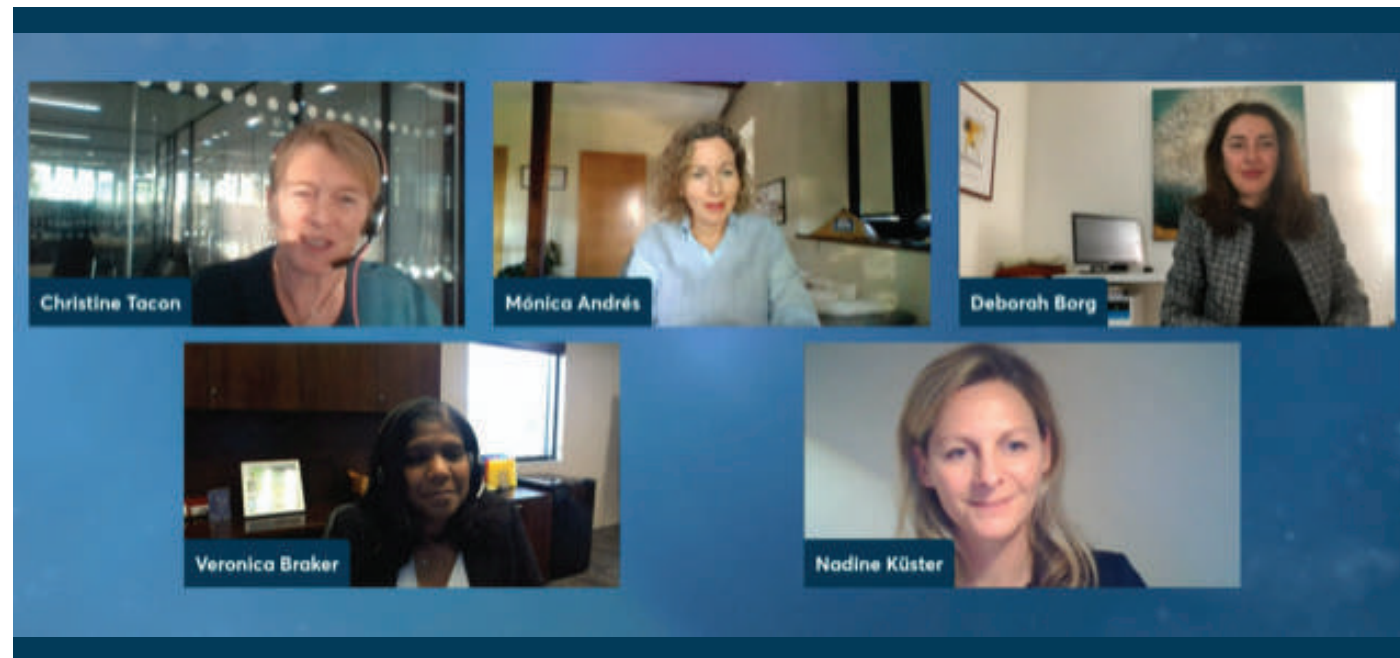 Christine Tacon
Mónica Andrés
Deborah Borg
Veronica Braker
Nadine Küster